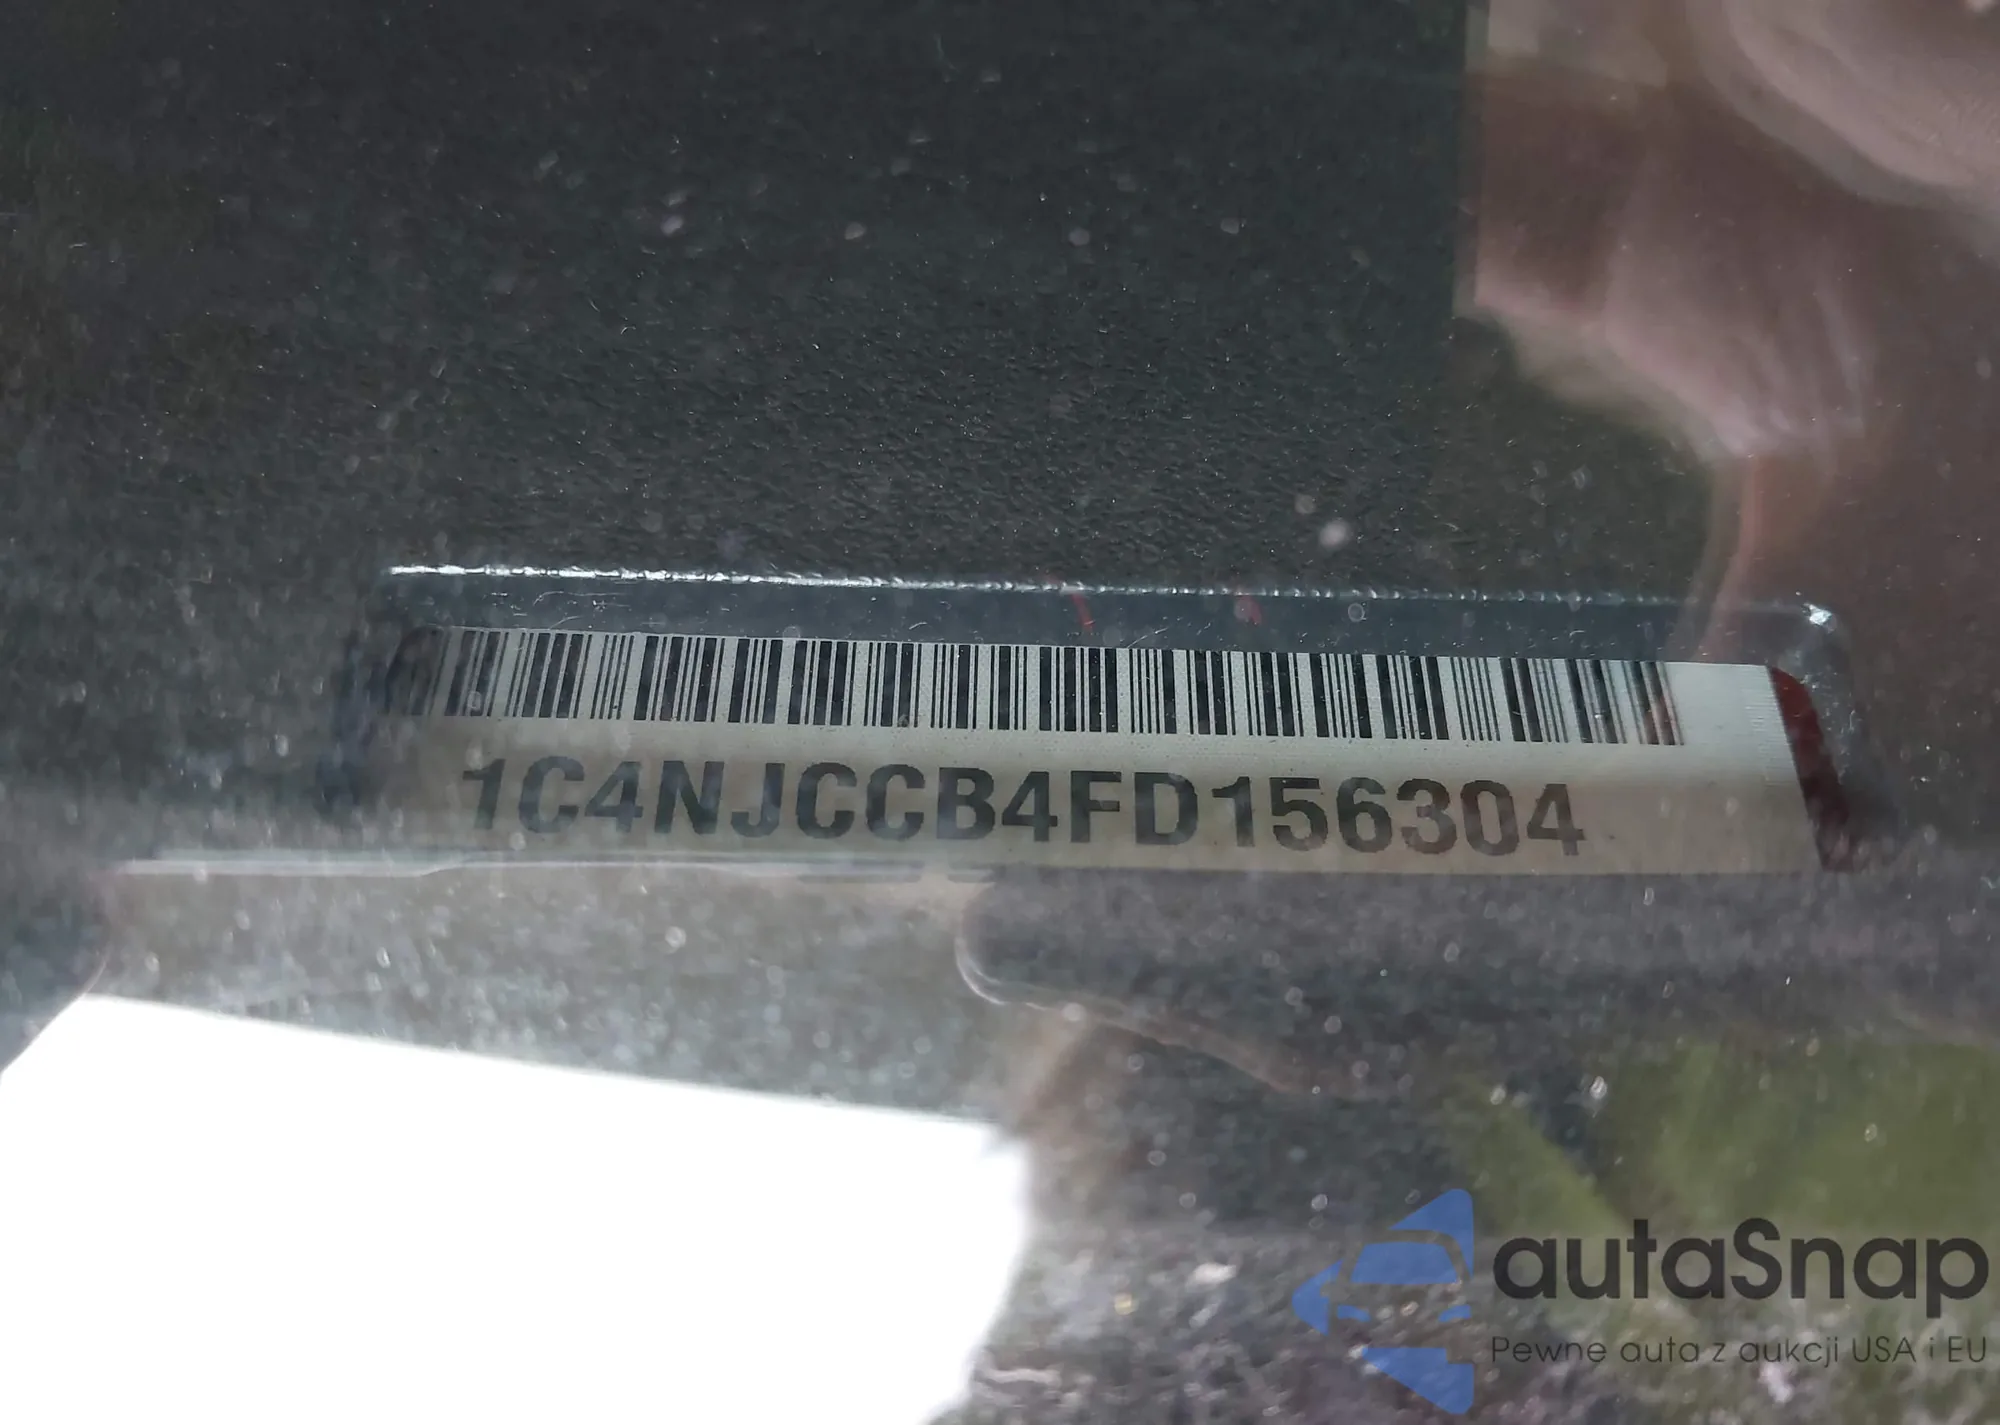 1C4NJCCB4FD156304
autaSnap
Pewne auta z aukcji USA i EU